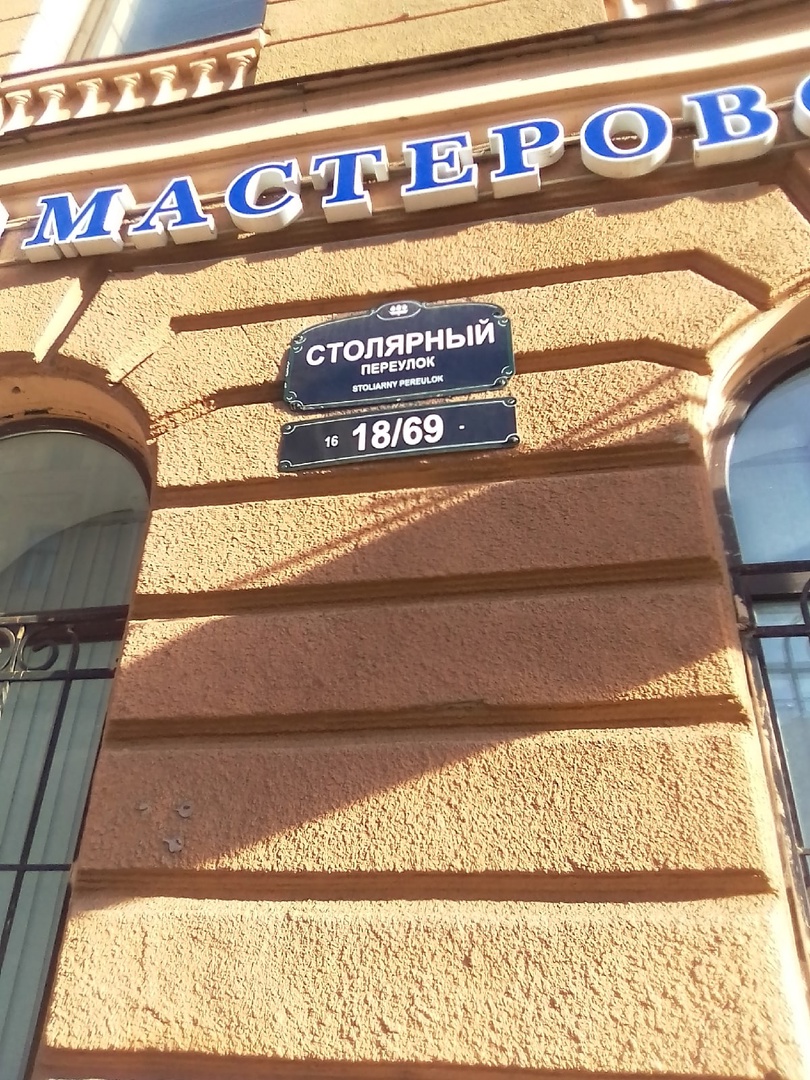 МАСТЕРОВ
СТОЛЯРНЫЙ
ПЕРЕУЛОК
STOLIARNY PEREULOK
16 18/69 -